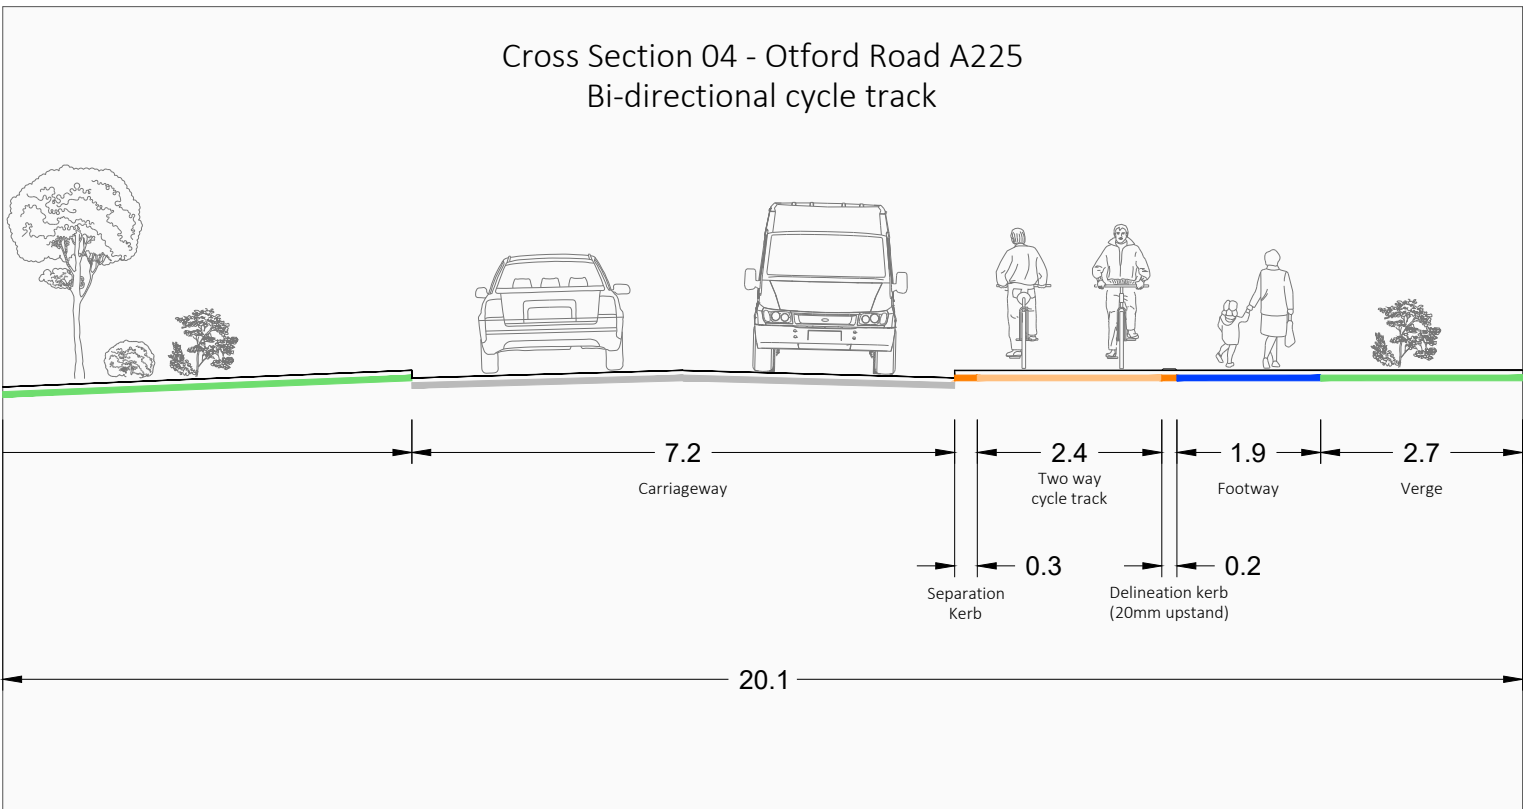 Cross Section 04 - Otford Road A225
Bi-directional cycle track
7.2
2.4
1.9
2.7
Carriageway
Two way
cycle track
Footway
Verge
0.3
0.2
Separation
Kerb
Delineation kerb
(20mm upstand)
20.1